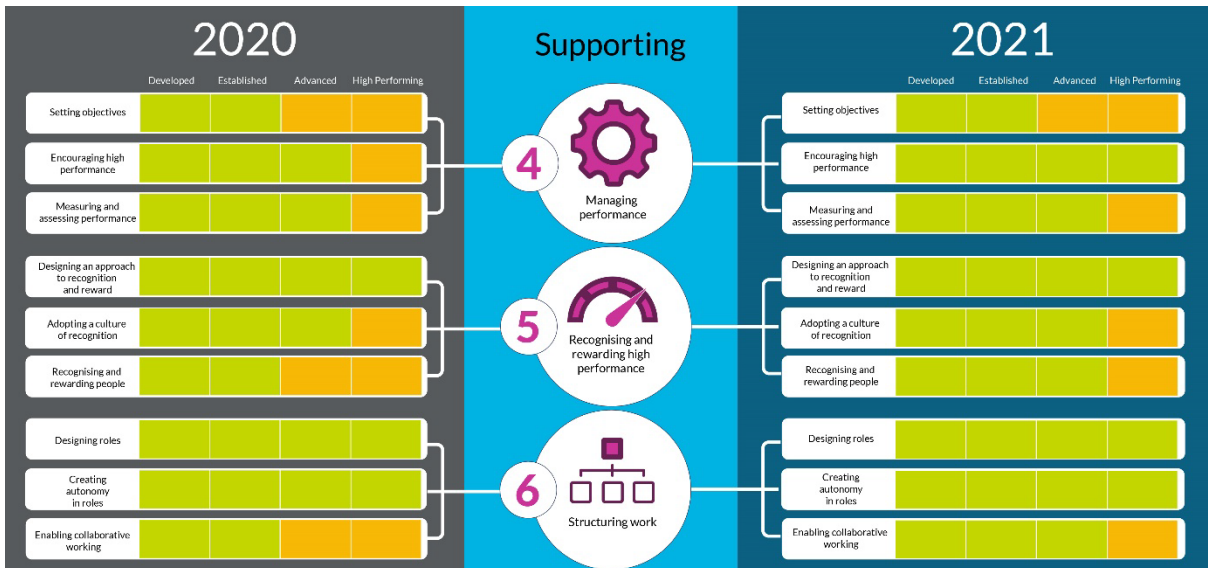 2020
Developed Established Advanced High Performing
Setting objectives
Encouraging high
performance
Measuring and
assessing performance
Designing an approach
to recognition
and reward
Adopting a culture
of recognition
Recognising and
rewarding people
Designing roles
Creating
autonomy
in roles
Enabling collaborative
working
Supporting
4
Managing
performance
5
Recognising and
rewarding high
performance
6
Structuring work
2021
Developed Established Advanced High Performing
Setting objectives
Encouraging high
performance
Measuring and
assessing performance
Designing an approach
to recognition
and reward
Adopting a culture
of recognition
Recognising and
rewarding people
Designing roles
Creating
autonomy
in roles
Enabling collaborative
working